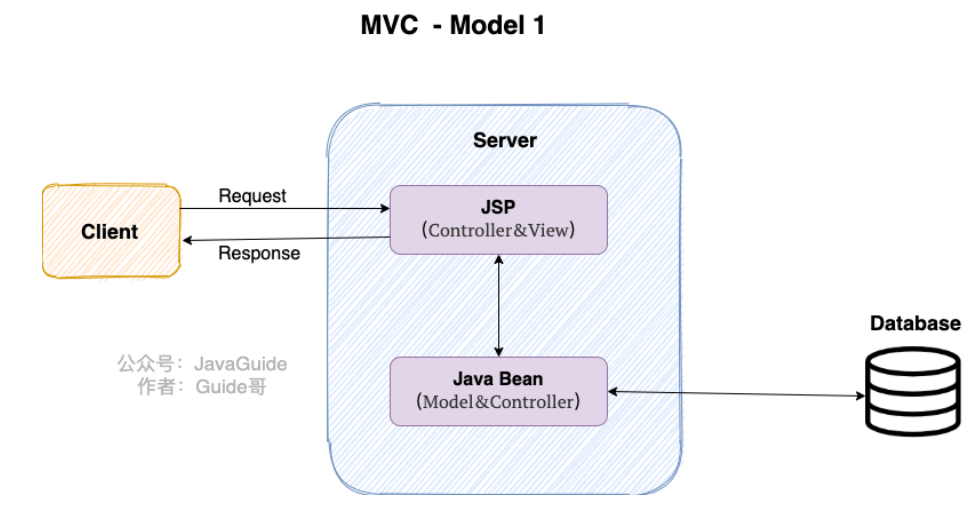 MVC - Model 1
Server
Request
JSP
(Controller&View)
Client
Response
Database
公众号：JavaGuide
作者：Guide哥
Java Bean
(Model&Controller)